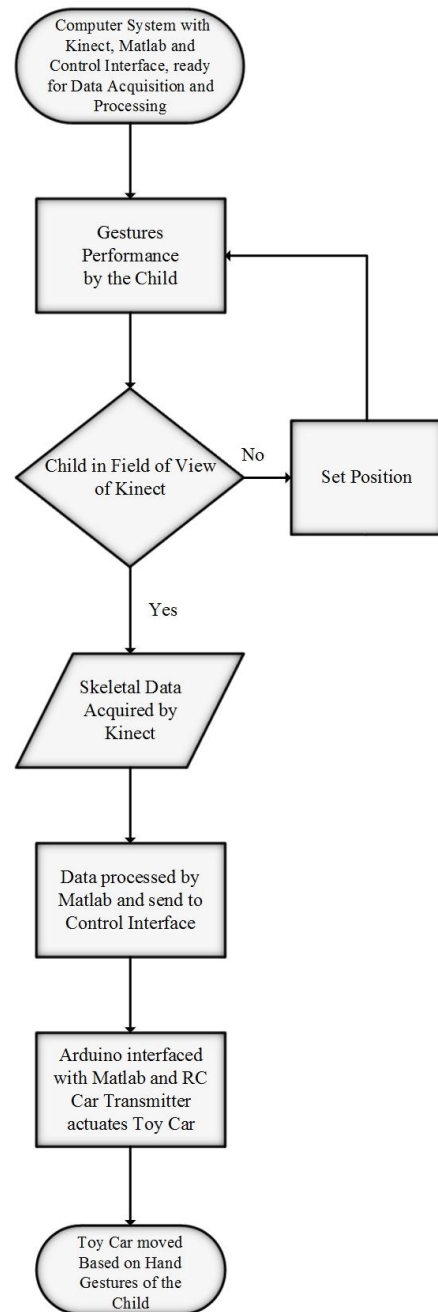 Computer System with
Kinect, Matlab and
Control Interface, ready
for Data Acquisition and
Processing
Gestures
Performance
by the Child
Child in Field of View
of Kinect
No
Set Position
Yes
Skeletal Data
Acquired by
Kinect
Data processed by
Matlab and send to
Control Interface
Arduino interfaced
with Matlab and RC
Car Transmitter
actuates Toy Car
Toy Car moved
Based on Hand
Gestures of the
Child